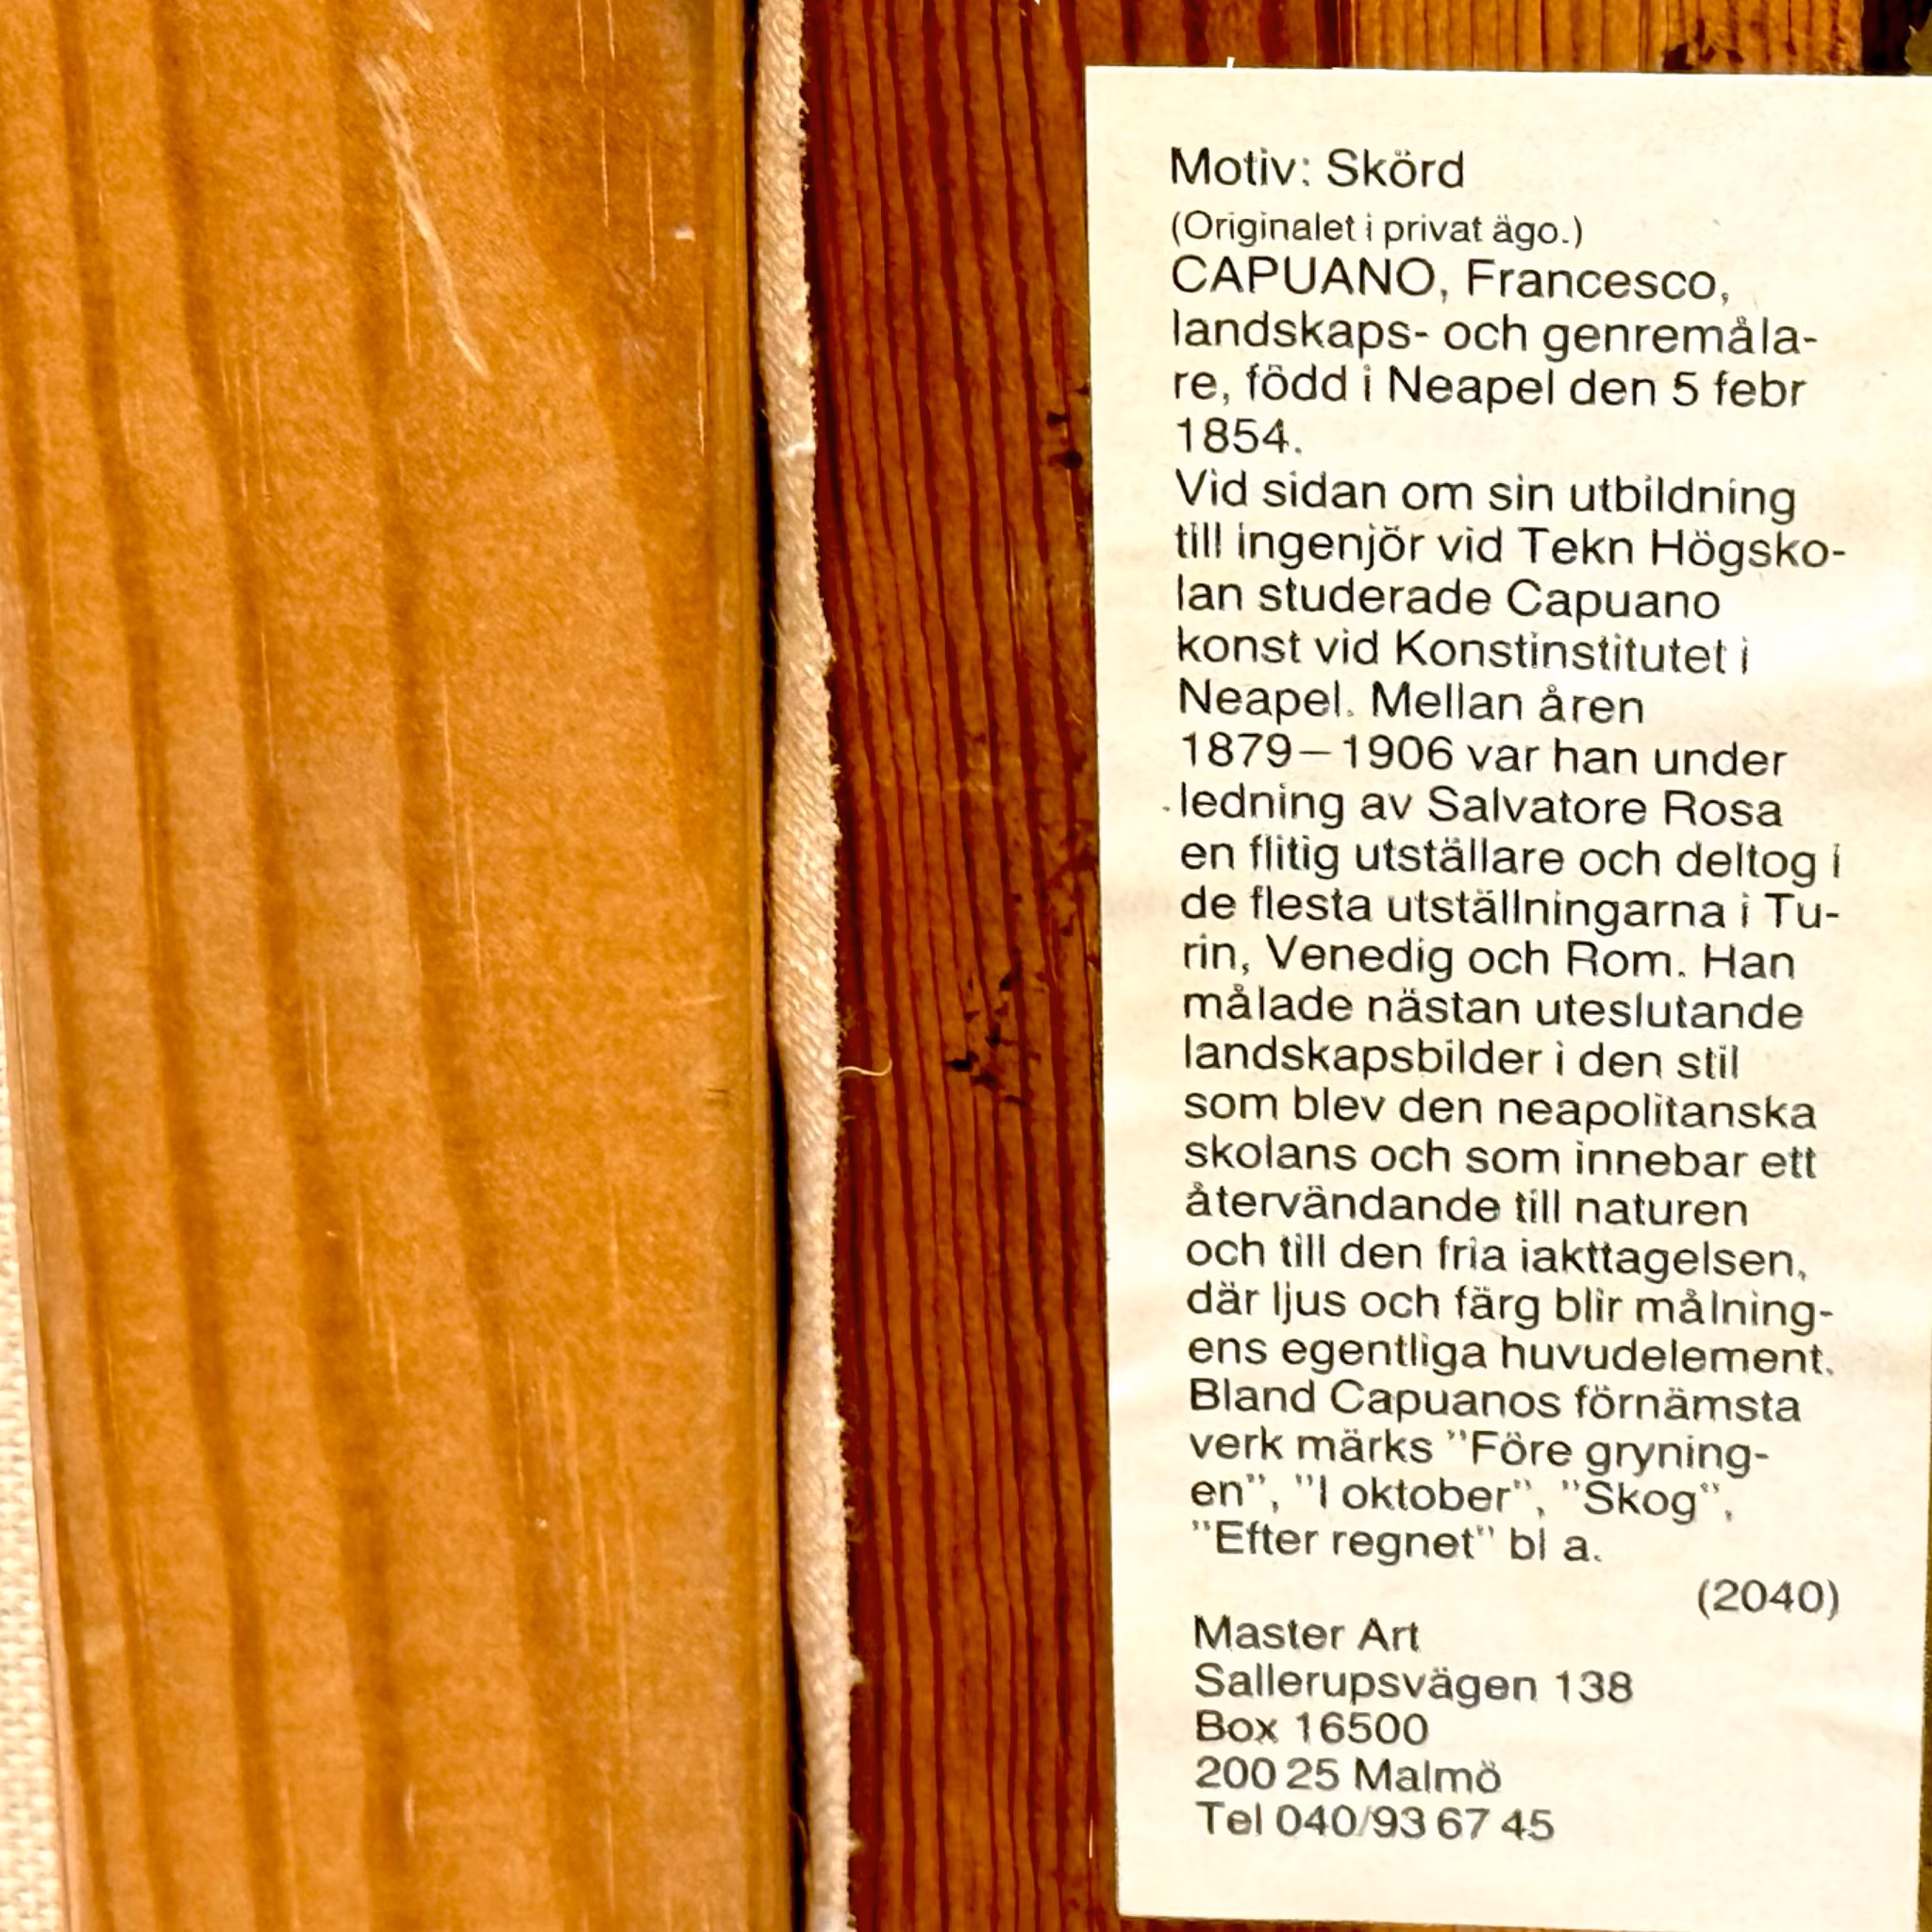 Motiv: Skörd
(Originalet i privat ägo.)
CAPUANO, Francesco,
landskaps- och genremåla-
re, född i Neapel den 5 febr
1854.
Vid sidan om sin utbildning
till ingenjör vid Tekn Högsko-
lan studerade Capuano
konst vid Konstinstitutet i
Neapel. Mellan åren
1879–1906 var han under
ledning av Salvatore Rosa
en flitig utställare och deltog i
de flesta utställningarna i Tu-
rin, Venedig och Rom. Han
målade nästan uteslutande
landskapsbilder i den stil
som blev den neapolitanska
skolans och som innebar ett
återvändande till naturen
och till den fria iakttagelsen,
där ljus och färg blir målning-
ens egentliga huvudelement.
Bland Capuanos förnämsta
verk märks "Före gryning-
en", "I oktober", "Skog",
"Efter regnet" bl a.
(2040)
Master Art
Sallerupsvägen 138
Box 16500
200 25 Malmö
Tel 040/93 67 45